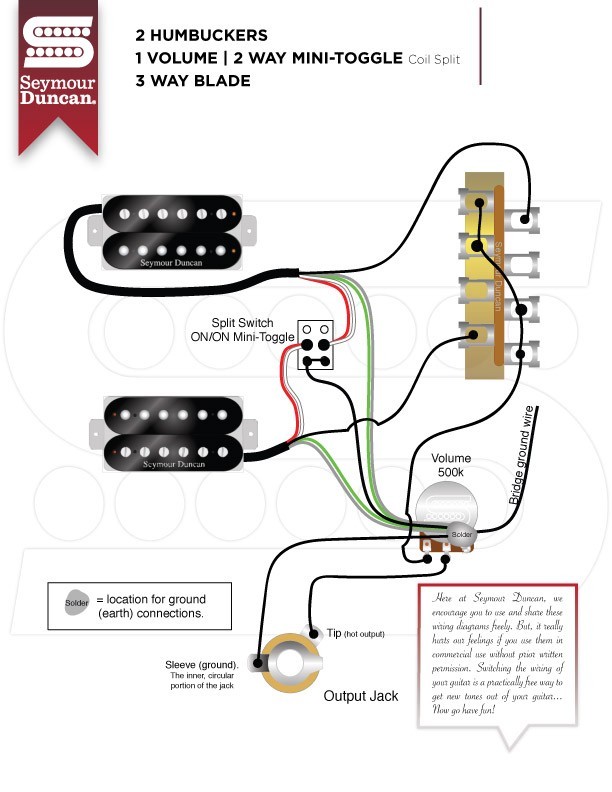 Seymour
Duncan.
2 HUMBUCKERS
1 VOLUME | 2 WAY MINI-TOGGLE Coil Split
3 WAY BLADE
Seymour Duncan
Seymour Duncan
Split Switch
ON/ON Mini-Toggle
Seymour Duncan
Bridge ground wire
Volume
500k
Solder
Solder
= location for ground
(earth) connections.
Tip (hot output)
Sleeve (ground).
The inner, circular
portion of the jack
Output Jack
Here at Seymour Duncan, we
encourage you to use and share these
wiring diagrams freely. But, it really
hurts our feelings if you use them in
commercial use without prior written
permission. Switching the wiring of
your guitar is a practically free way to
get new tones out of your guitar...
Now go have fun!